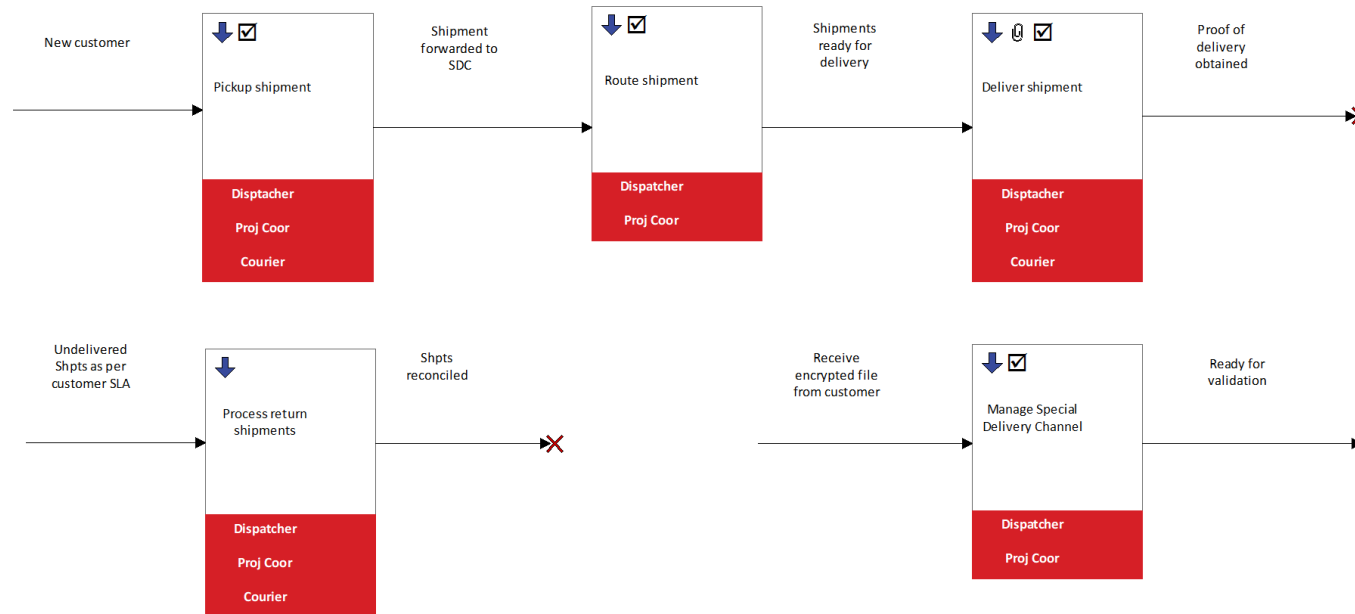 New customer
Pickup shipment
Disptacher
Proj Coor
Courier
Shipment
forwarded to
SDC
Route shipment
Dispatcher
Proj Coor
Shipments
ready for
delivery
Deliver shipment
Disptacher
Proj Coor
Courier
Proof of
delivery
obtained
Undelivered
Shpts as per
customer SLA
Process return
shipments
Dispatcher
Proj Coor
Courier
Shpts
reconciled
Receive
encrypted file
from customer
Manage Special
Delivery Channel
Dispatcher
Proj Coor
Ready for
validation